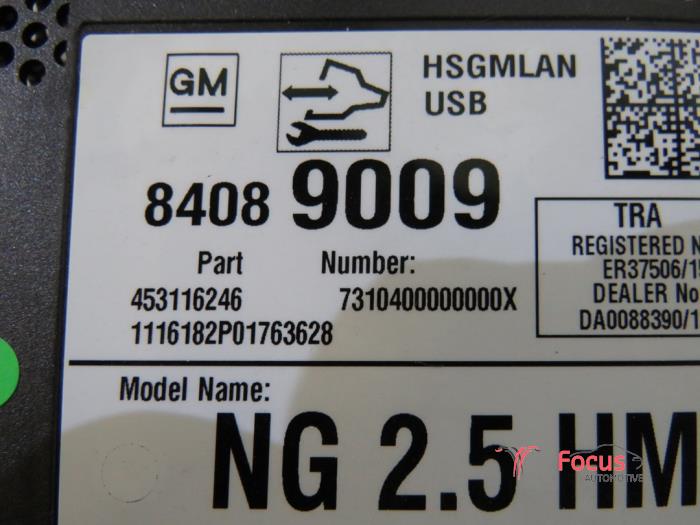 GM
HSGMLAN
USB
8408 9009
Part Number:
453116246 7310400000000X
1116182P01763628
TRA
REGISTERED
ER37506/1
DEALER No
DA0088390/1
Model Name:
NG 2.5 HM
Focus
AUTOMOTIVE